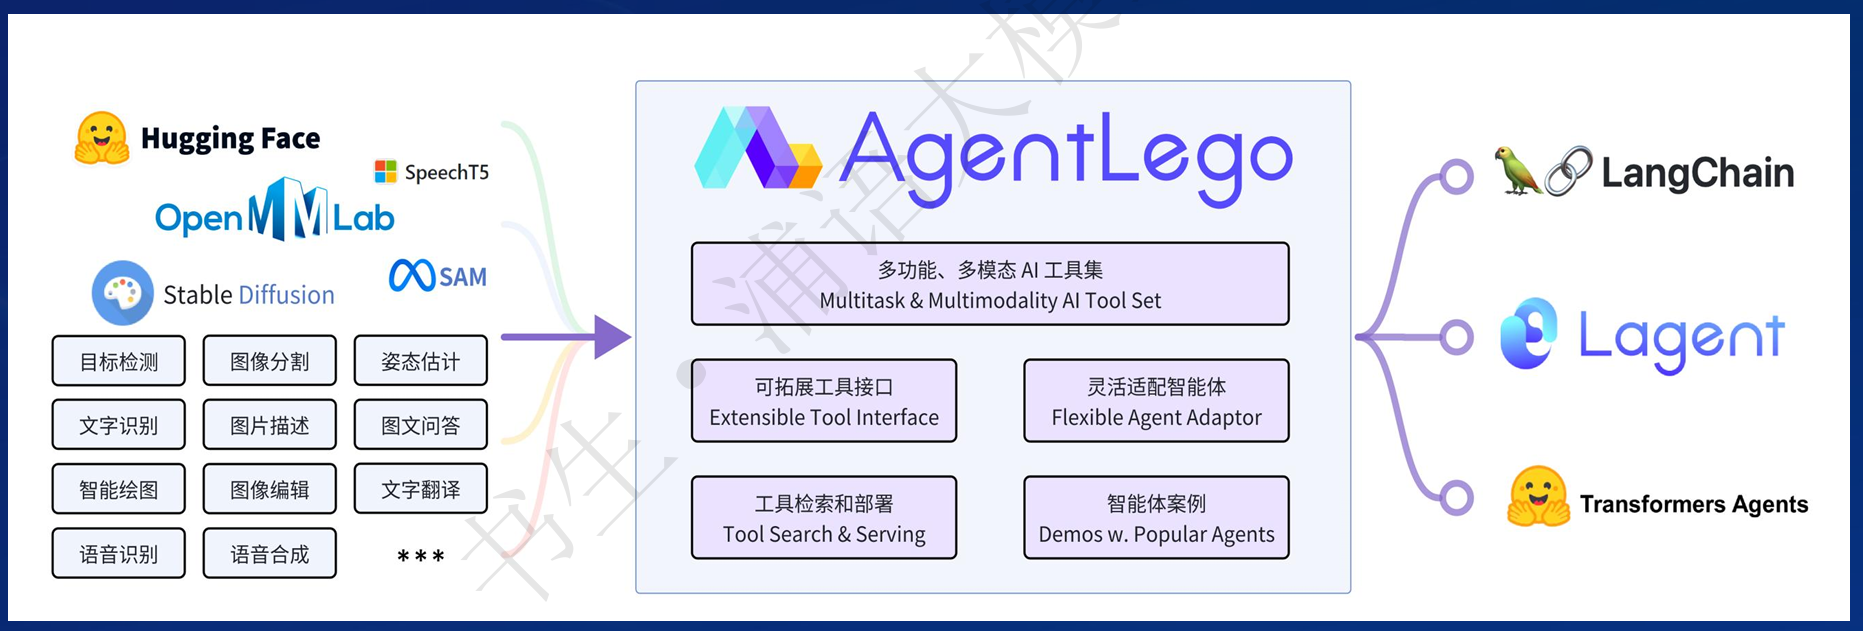 Hugging Face
SpeechT5
OpenMMLab
SAM
Stable Diffusion
目标检测
图像分割
姿态估计
文字识别
图片描述
图文问答
智能绘图
图像编辑
文字翻译
语音识别
语音合成
***
AgentLego
多功能、多模态 AI 工具集
Multitask & Multimodality AI Tool Set
可拓展工具接口
Extensible Tool Interface
灵活适配智能体
Flexible Agent Adaptor
工具检索和部署
Tool Search & Serving
智能体案例
Demos w. Popular Agents
LangChain
Lagent
Transformers Agents
书生·浦语大模